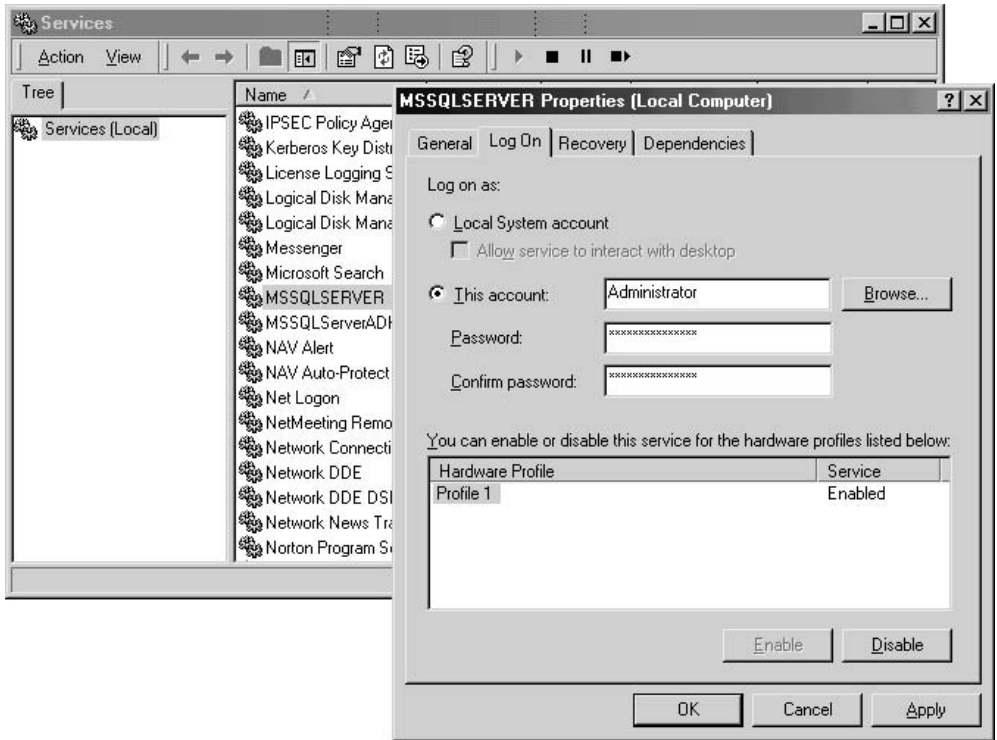 Services
Action View
Tree
Services (Local)
Name
IPSEC Policy Ager
Kerberos Key Distr
License Logging S
Logical Disk Mana
Logical Disk Mana
Messenger
Microsoft Search
MSSQLSERVER
MSSQLServerADH
NAV Alert
NAV Auto-Protect
Net Logon
NetMeeting Remo
Network Connecti
Network DDE
Network DDE DSI
Network News Tra
Norton Program Se
MSSQLSERVER Properties (Local Computer)
General Log On Recovery Dependencies
Log on as:
Local System account
Allow service to interact with desktop
This account: Administrator Browse...
Password: ***************
Confirm password: ***************
You can enable or disable this service for the hardware profiles listed below:
Hardware Profile Service
Profile 1 Enabled
Enable Disable
OK Cancel Apply